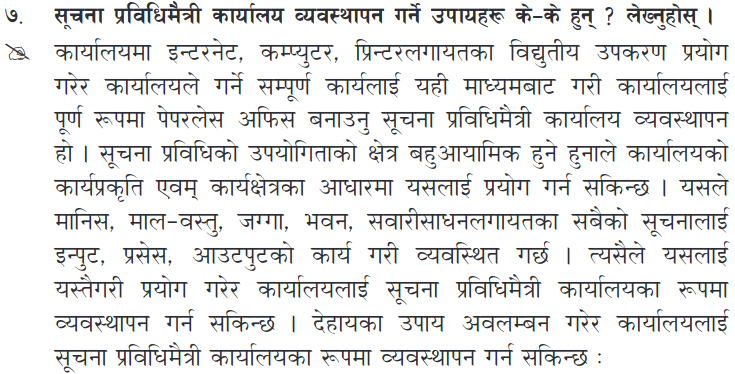 ७. सूचना प्रविधिमैत्री कार्यालय व्यवस्थापन गर्ने उपायहरू के-के हुन् ? लेख्नुहोस् ।
कार्यालयमा इन्टरनेट, कम्प्युटर, प्रिन्टरलगायतका विद्युतीय उपकरण प्रयोग
गरेर कार्यालयले गर्ने सम्पूर्ण कार्यलाई यही माध्यमबाट गरी कार्यालयलाई
पूर्ण रूपमा पेपरलेस अफिस बनाउनु सूचना प्रविधिमैत्री कार्यालय व्यवस्थापन
हो । सूचना प्रविधिको उपयोगिताको क्षेत्र बहुआयामिक हुने हुनाले कार्यालयको
कार्यप्रकृति एवम् कार्यक्षेत्रका आधारमा यसलाई प्रयोग गर्न सकिन्छ । यसले
मानिस, माल-वस्तु, जग्गा, भवन, सवारीसाधनलगायतका सबैको सूचनालाई
इन्पुट, प्रसेस, आउटपुटको कार्य गरी व्यवस्थित गर्छ । त्यसैले यसलाई
यस्तैगरी प्रयोग गरेर कार्यालयलाई सूचना प्रविधिमैत्री कार्यालयका रूपमा
व्यवस्थापन गर्न सकिन्छ । देहायका उपाय अवलम्बन गरेर कार्यालयलाई
सूचना प्रविधिमैत्री कार्यालयका रूपमा व्यवस्थापन गर्न सकिन्छ :